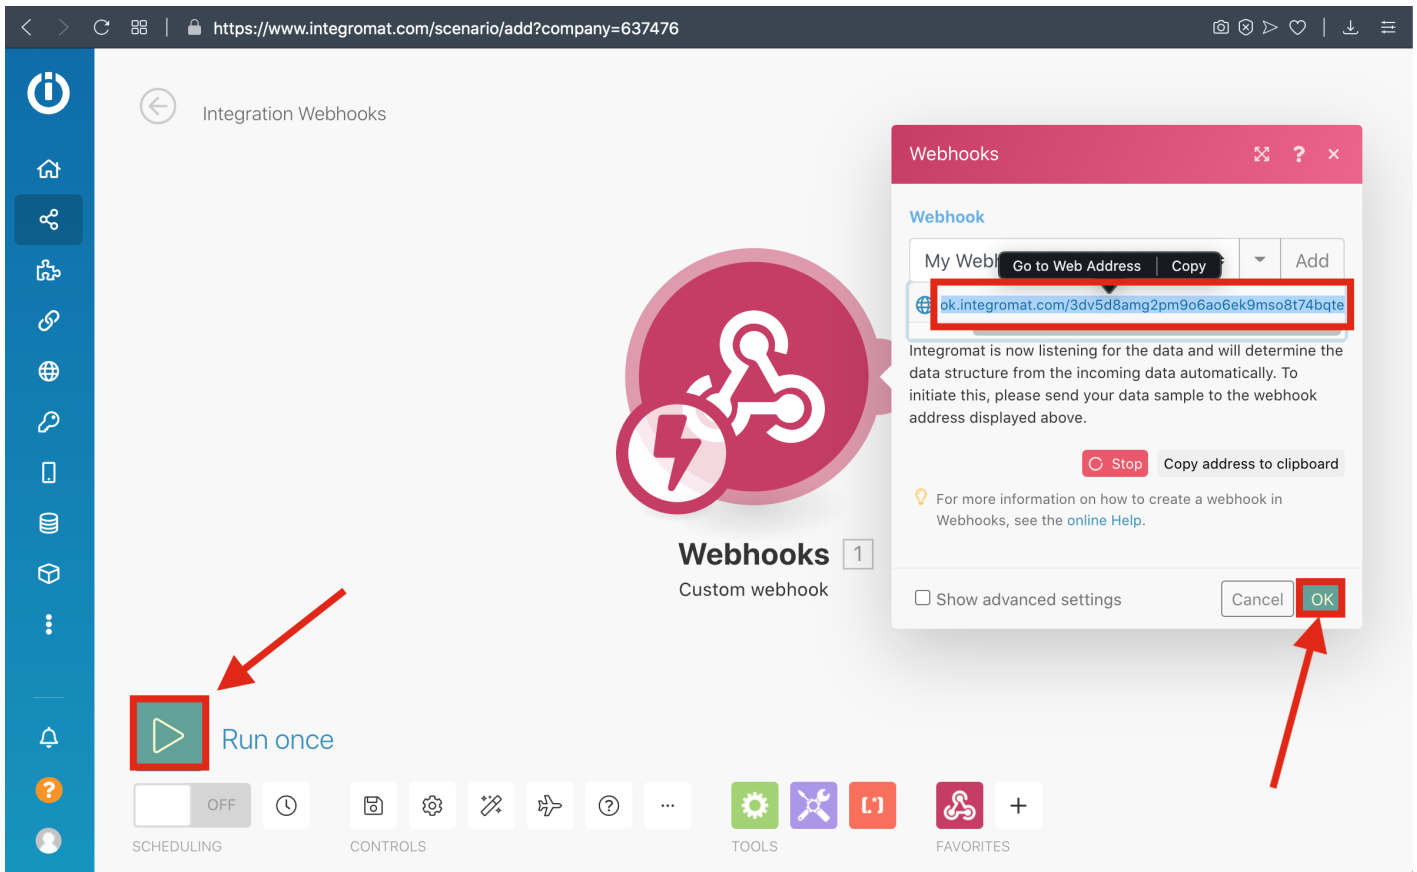 https://www.integromat.com/scenario/add?company=637476
Integration Webhooks
Webhooks
?
Webhook
My Web
Go to Web Address | Copy
Add
ok.integromat.com/3dv5d8amg2pm9o6ao6ek9mso8t74bqte
Integromat is now listening for the data and will determine the
data structure from the incoming data automatically. To
initiate this, please send your data sample to the webhook
address displayed above.
Stop
Copy address to clipboard
For more information on how to create a webhook in
Webhooks, see the online Help.
Webhooks 1
Custom webhook
Show advanced settings
Cancel
OK
Run once
OFF
SCHEDULING
CONTROLS
TOOLS
FAVORITES